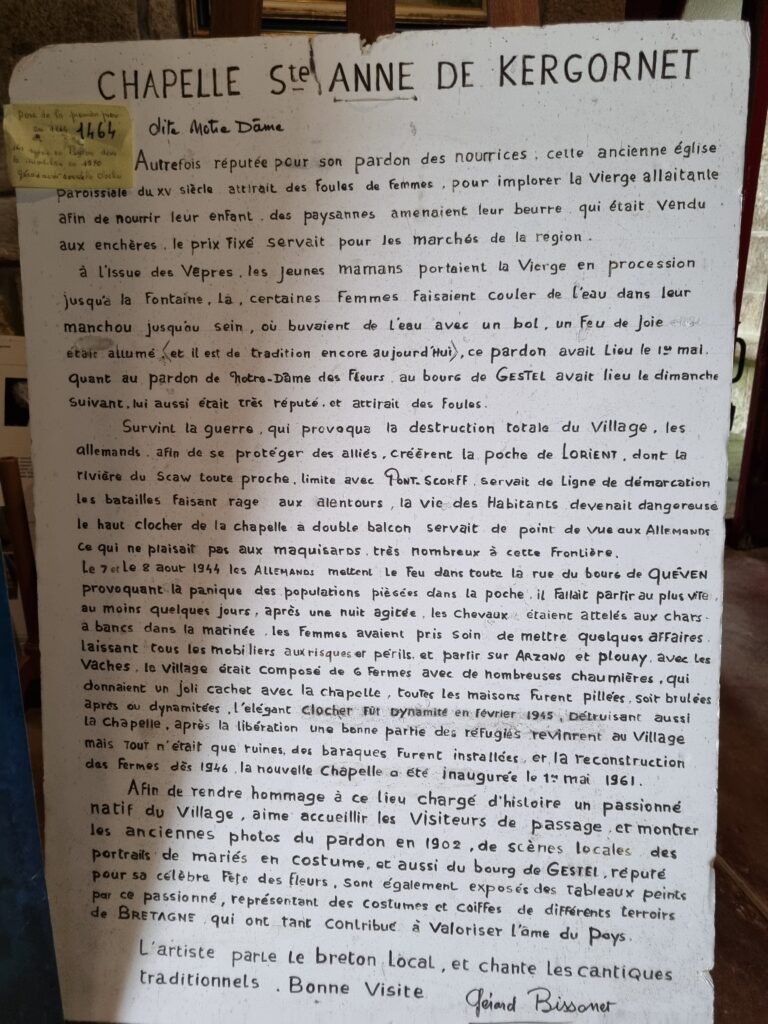 CHAPELLE Ste ANNE DE KERGORNET
pose de la première pierre
en 1464
1464
dite Notre Dâme
Autrefois réputée pour son pardon des nourrices, cette ancienne église
paroissiale du XV siècle attirait des Foules de Femmes, pour implorer la Vierge allaitante
afin de nourrir leur enfant, des paysannes amenaient leur beurre qui était vendu
aux enchères, le prix Fixé servait pour les marchés de la region.
à l'issue des Vepres, les jeunes mamans portaient la Vierge en procession
jusqu'à la Fontaine, Là, certaines Femmes Faisaient couler de l'eau dans leur
manchou jusqu'au sein, où buvaient de l'eau avec un bol, un Feu de Joie
était allumé (et il est de tradition encore aujourd'Hui), ce pardon avait Lieu le 1er mai.
quant au pardon de Notre-Dâme des Fleurs, au bourg de GESTEL avait lieu le dimanche
Suivant, lui aussi était très réputé, et attirait des Foules.
Survint la guerre, qui provoqua la destruction totale du Village, les
allemands, afin de se protéger des alliés, créèrent la poche de LORIENT, dont la
rivière du Scaw toute proche, limite avec PONT-SCORFF, servait de Ligne de démarcation
les batailles faisant rage aux alentours, la vie des Habitants devenait dangereuse
le haut clocher de la chapelle à double balcon servait de point de vue aux ALLEMANDS
ce qui ne plaisait pas aux maquisards, très nombreux à cette Frontière.
Le 7 et Le 8 aout 1944 les ALLEMANDS mettent le Feu dans toute la rue du bours de QUÉVEN
provoquant la panique des populations piègées dans la poche, il Fallait partir au plus vite,
au moins quelques jours, après une nuit agitée, les Chevaux étaient attelés aux chars-
à bancs dans la matinée, les Femmes avaient pris soin de mettre quelques affaires,
laissant tous les mobiliers aux risques et périls, et partir sur ARZANO et PLOUAY, avec les
Vaches, le Village était composé de 6 Fermes avec de nombreuses chaumières, qui
donnaient un joli cachet avec la chapelle, toutes les maisons Furent pillées, soit brulées
après ou dynamitées, l'elégant clocher fût dynamité en février 1945, détruisant aussi
la chapelle, après la libération une bonne partie des réfugiés revinrent au Village
mais tout n'était que ruines, des baraques Furent installées, et la reconstruction
des Fermes dès 1946, la nouvelle Chapelle a été inaugurée le 1er mai 1961.
Afin de rendre hommage à ce lieu chargé d'histoire un passionné
natif du Village, aime accueillir les Visiteurs de passage, et montrer
les anciennes photos du pardon en 1902, de scènes locales des
portraits de mariés en costume, et aussi du bourg de GESTEL, réputé
pour sa célèbre Fête des Fleurs, sont également exposés des tableaux peints
par ce passionné, représentant des costumes et coiffes de différents terroirs
de BRETAGNE qui ont tant contribué à Valoriser l'âme du Pays.
L'artiste parle le breton Local, et chante les cantiques
traditionnels. Bonne Visite
Gérard Bissonet